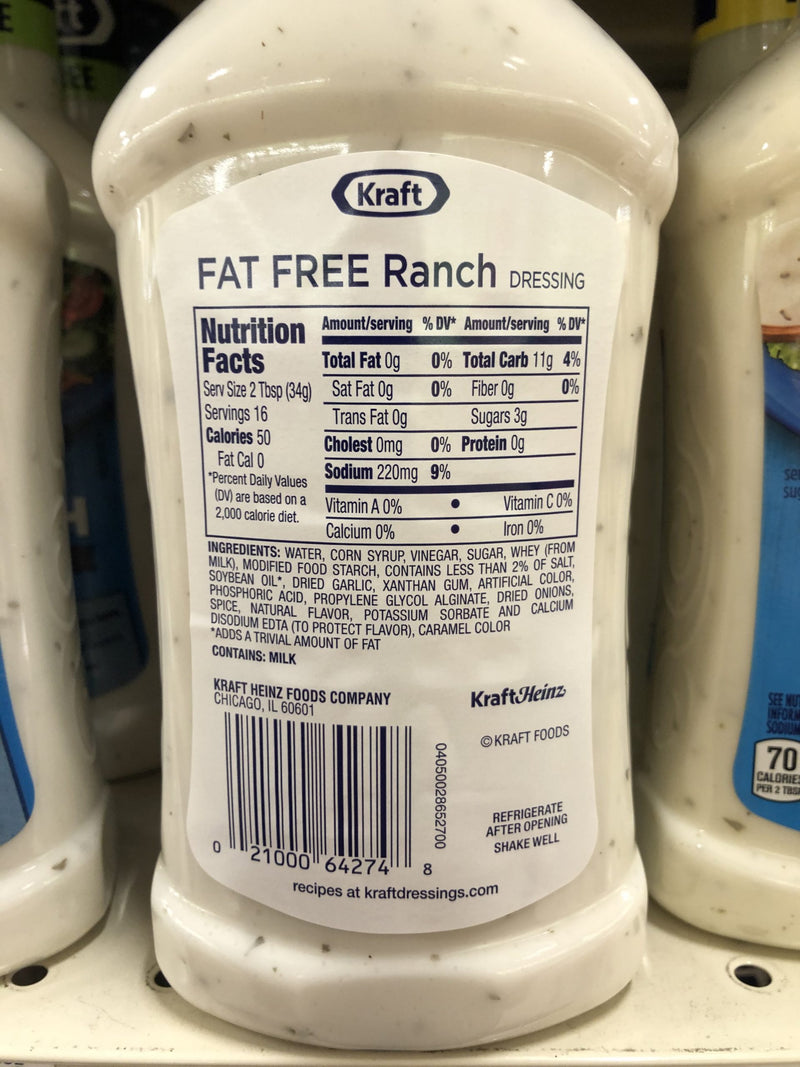 Kraft
FAT FREE Ranch DRESSING
Nutrition
Facts
Serv Size 2 Tbsp (34g)
Servings 16
Calories 50
Fat Cal 0
*Percent Daily Values
(DV) are based on a
2,000 calorie diet.
Amount/serving % DV* Amount/serving % DV*
Total Fat 0g 0% Total Carb 11g 4%
Sat Fat 0g 0% Fiber 0g 0%
Trans Fat 0g Sugars 3g
Cholest 0mg 0% Protein 0g
Sodium 220mg 9%
Vitamin A 0% • Vitamin C 0%
Calcium 0% • Iron 0%
INGREDIENTS: WATER, CORN SYRUP, VINEGAR, SUGAR, WHEY (FROM
MILK), MODIFIED FOOD STARCH, CONTAINS LESS THAN 2% OF SALT,
SOYBEAN OIL*, DRIED GARLIC, XANTHAN GUM, ARTIFICIAL COLOR,
PHOSPHORIC ACID, PROPYLENE GLYCOL ALGINATE, DRIED ONIONS,
SPICE, NATURAL FLAVOR, POTASSIUM SORBATE AND CALCIUM
DISODIUM EDTA (TO PROTECT FLAVOR), CARAMEL COLOR
*ADDS A TRIVIAL AMOUNT OF FAT
CONTAINS: MILK
KRAFT HEINZ FOODS COMPANY
CHICAGO, IL 60601
KraftHeinz
© KRAFT FOODS
040500028652700
REFRIGERATE
AFTER OPENING
SHAKE WELL
0 21000 64274 8
recipes at kraftdressings.com
70
CALORIES
PER 2 TBS